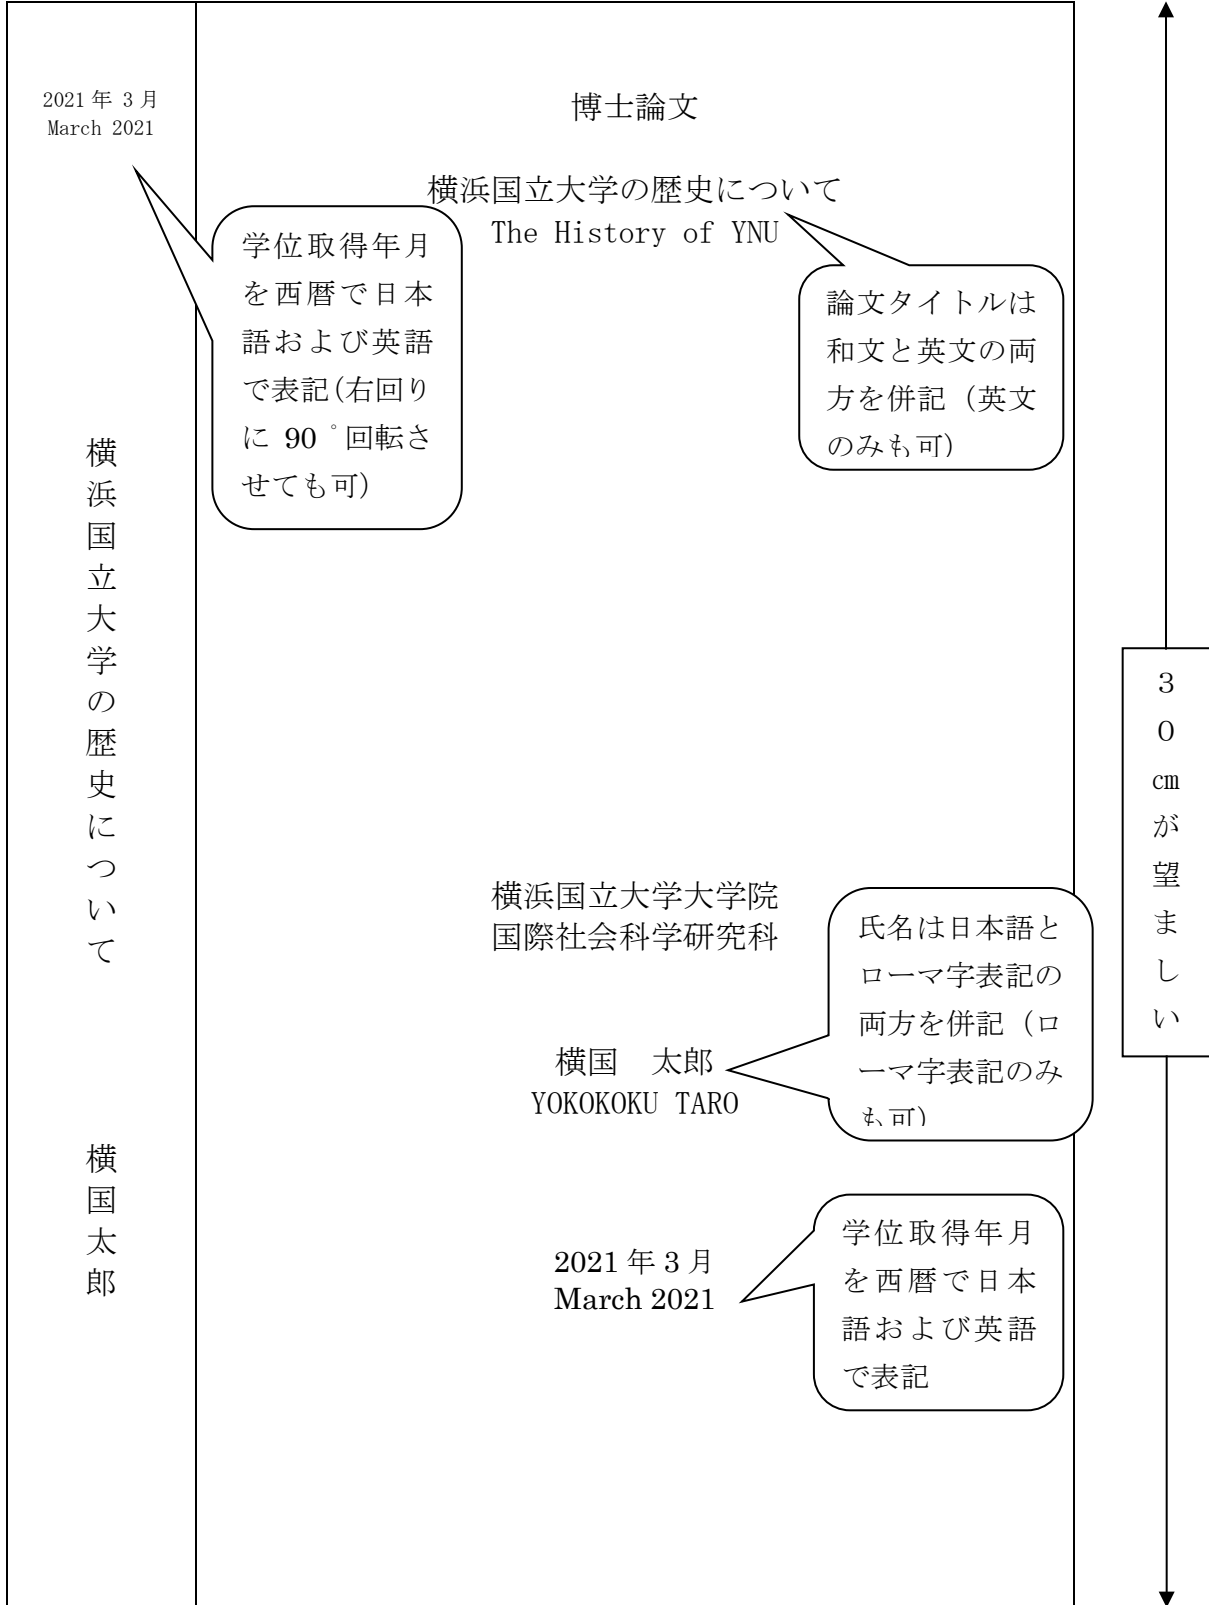 2021年 3月
March 2021
横浜国立大学の歴史について
横国太郎
博士論文
横浜国立大学の歴史について
The History of YNU
学位取得年月
を西暦で日本
語および英語
で表記(右回り
に 90 ゜回転さ
せても可)
論文タイトルは
和文と英文の両
方を併記（英文
のみも可)
横浜国立大学大学院
国際社会科学研究科
氏名は日本語と
ローマ字表記の
両方を併記（ロ
ーマ字表記のみ
も可)
横国　太郎
YOKOKOKU TARO
2021 年 3 月
March 2021
学位取得年月
を西暦で日本
語および英語
で表記
３０㎝が望ましい